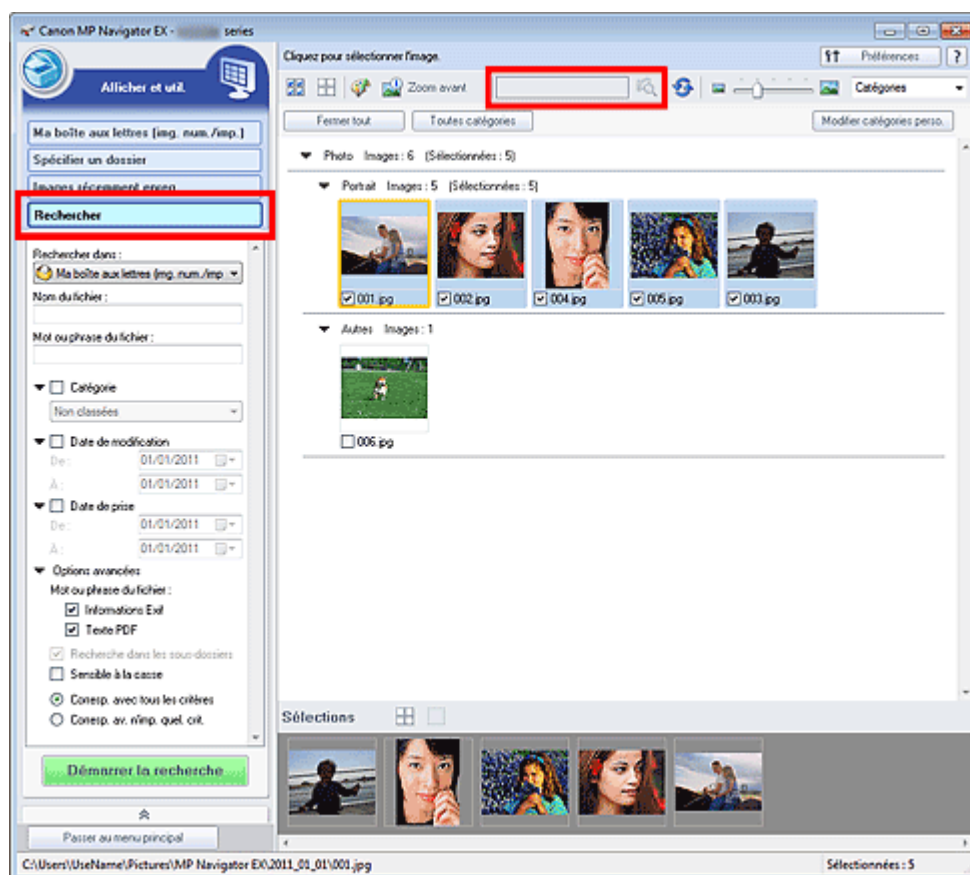 Canon MP Navigator EX - series
Afficher et util.
Ma boîte aux lettres (img. num./imp.)
Spécifier un dossier
Images récemment enreg.
Rechercher
Rechercher dans :
Ma boîte aux lettres (img. num./imp
Nom du fichier :
Mot ou phrase du fichier :
Catégorie
Non classées
Date de modification
De : 01/01/2011
À : 01/01/2011
Date de prise
De : 01/01/2011
À : 01/01/2011
Options avancées
Mot ou phrase du fichier :
Informations Exif
Texte PDF
Recherche dans les sous-dossiers
Sensible à la casse
Corresp. avec tous les critères
Corresp. av. n'imp. quel. crit.
Démarrer la recherche
Passer au menu principal
Cliquez pour sélectionner l'image.
Préférences ?
Zoom avant
Catégories
Fermer tout Toutes catégories Modifier catégories perso.
Photo Images : 6 (Sélectionnées : 5)
Portrait Images : 5 (Sélectionnées : 5)
001.jpg 002.jpg 004.jpg 005.jpg 003.jpg
Autres Images : 1
006.jpg
Sélections
C:\Users\UseName\Pictures\MP Navigator EX\2011_01_01\001.jpg
Sélectionnées : 5